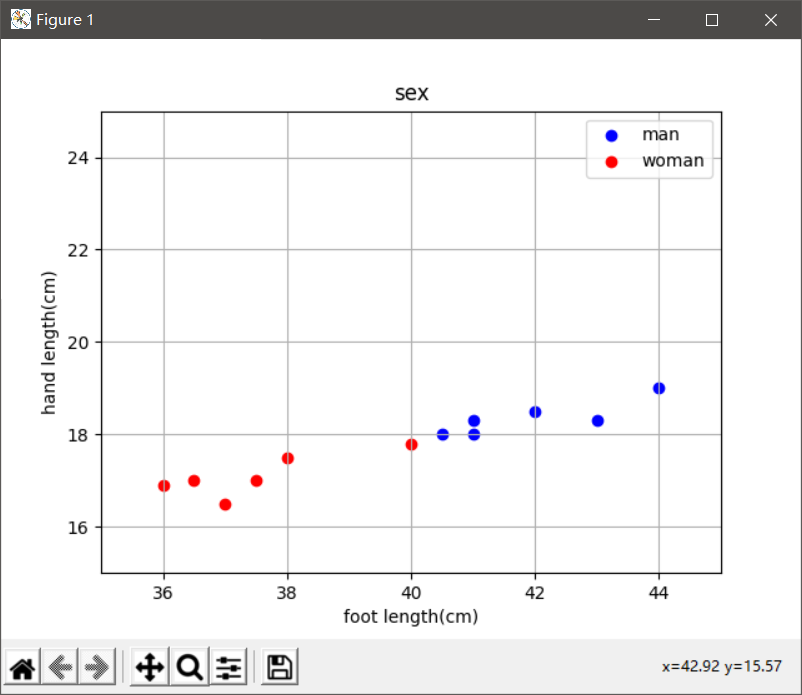 Figure 1
sex
man
woman
24
22
20
18
16
hand length(cm)
36 38 40 42 44
foot length(cm)
x=42.92 y=15.57